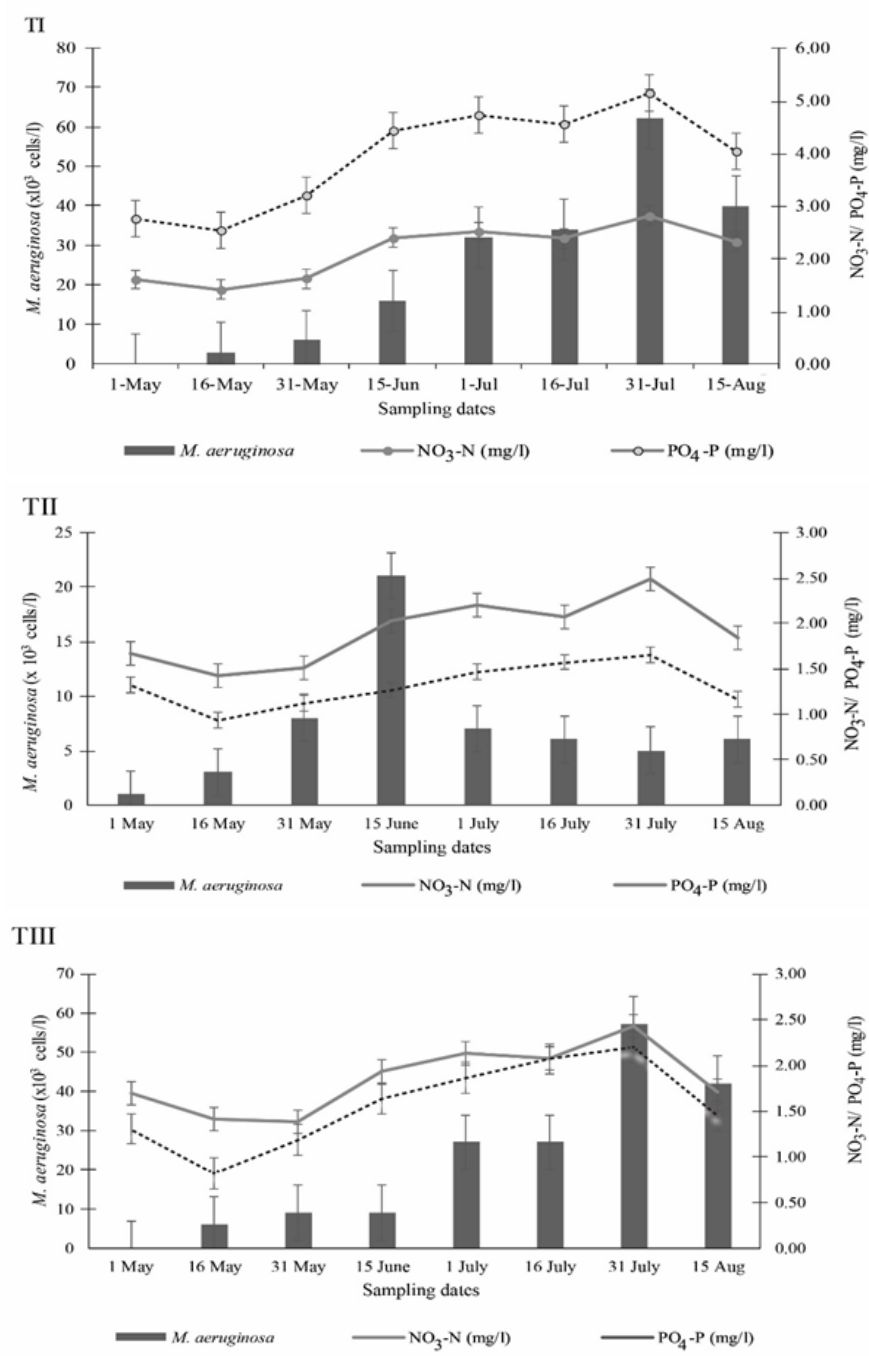 TI
80
70
60
50
40
30
20
10
0
M. aeruginosa (x10³ cells/l)
6.00
5.00
4.00
3.00
2.00
1.00
0.00
NO₃-N/ PO₄-P (mg/l)
1-May 16-May 31-May 15-Jun 1-Jul 16-Jul 31-Jul 15-Aug
Sampling dates
M. aeruginosa NO₃-N (mg/l) PO₄-P (mg/l)
TII
25
20
15
10
5
0
M. aeruginosa (x 10³ cells/l)
3.00
2.50
2.00
1.50
1.00
0.50
0.00
NO₃-N/ PO₄-P (mg/l)
1 May 16 May 31 May 15 June 1 July 16 July 31 July 15 Aug
Sampling dates
M. aeruginosa NO₃-N (mg/l) PO₄-P (mg/l)
TIII
70
60
50
40
30
20
10
0
M. aeruginosa (x10³ cells/l)
3.00
2.50
2.00
1.50
1.00
0.50
0,00
NO₃-N/ PO₄-P (mg/l)
1 May 16 May 31 May 15 June 1 July 16 July 31 July 15 Aug
Sampling dates
M. aeruginosa NO₃-N (mg/l) PO₄-P (mg/l)